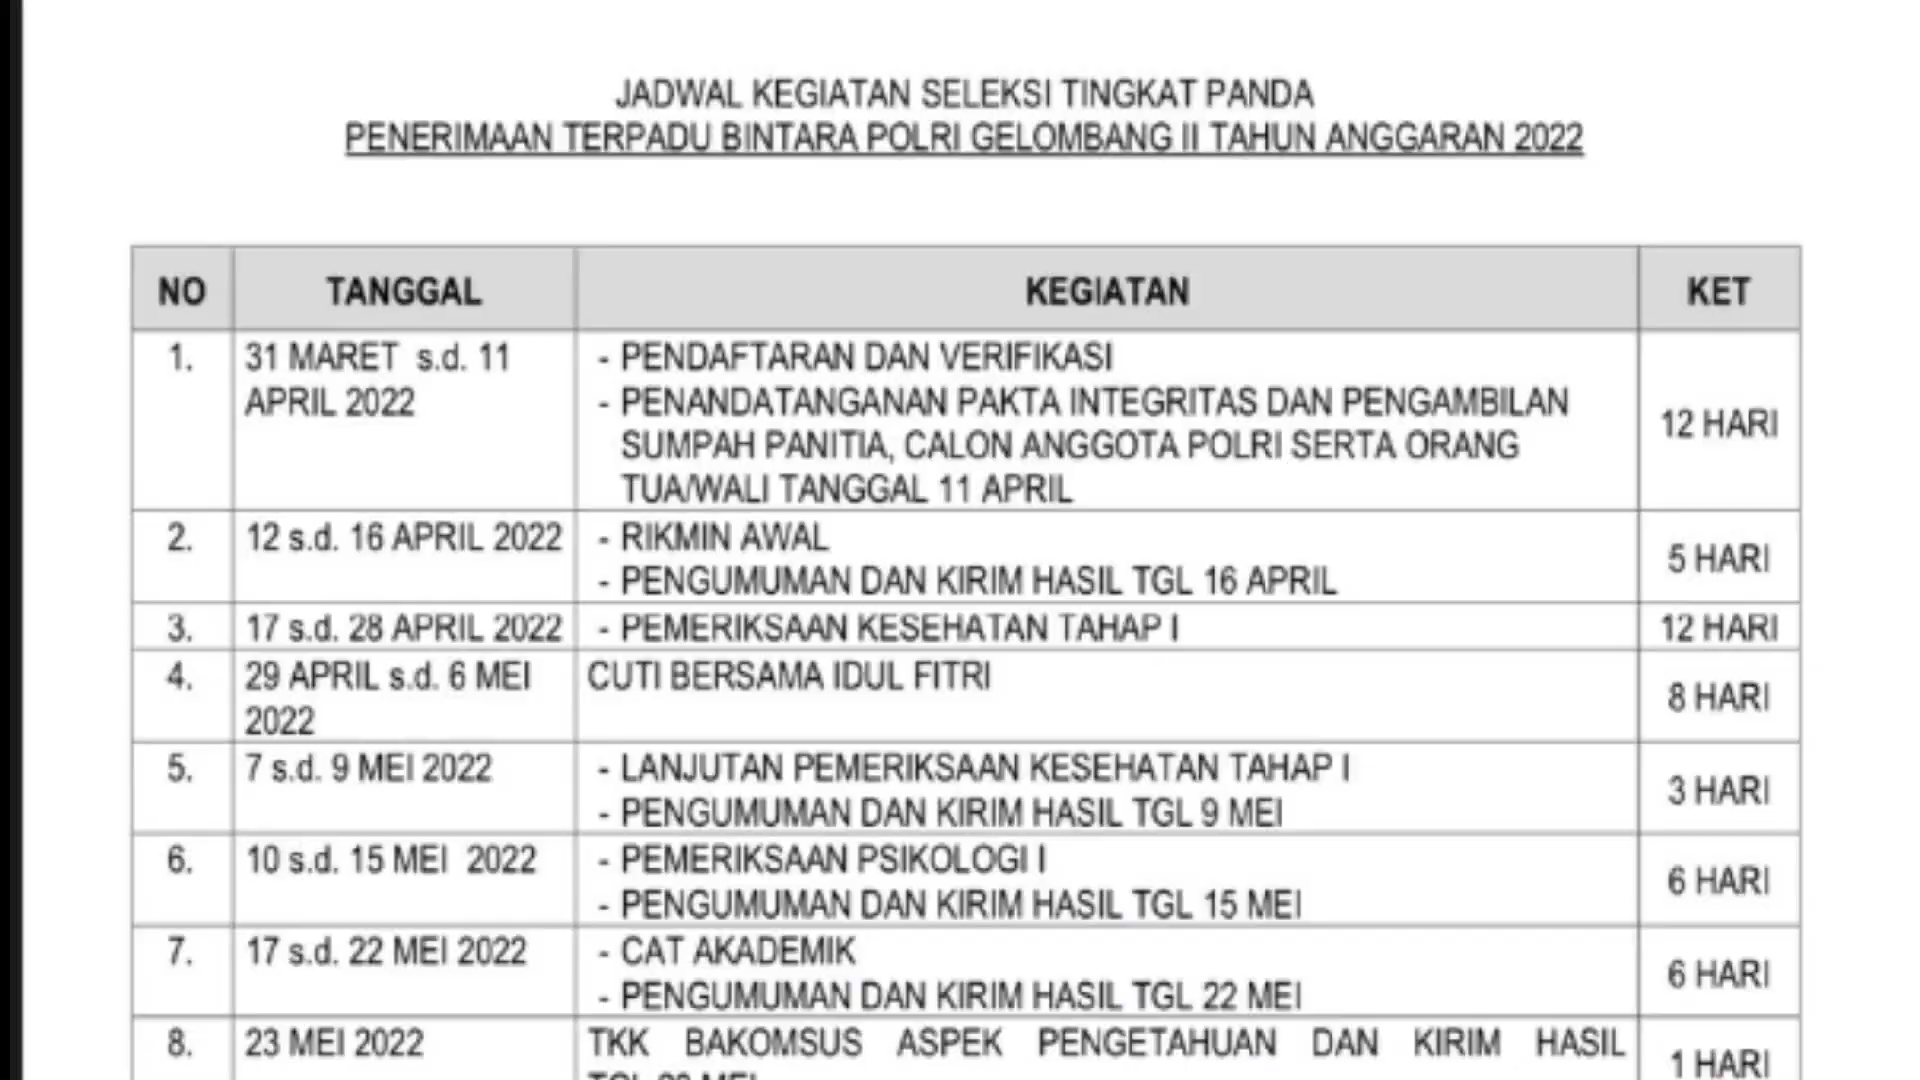 JADWAL KEGIATAN SELEKSI TINGKAT PANDA
PENERIMAAN TERPADU BINTARA POLRI GELOMBANG II TAHUN ANGGARAN 2022
NO TANGGAL KEGIATAN KET
1. 31 MARET s.d. 11 - PENDAFTARAN DAN VERIFIKASI
APRIL 2022 - PENANDATANGANAN PAKTA INTEGRITAS DAN PENGAMBILAN
12 HARI
SUMPAH PANITIA, CALON ANGGOTA POLRI SERTA ORANG
TUA/WALI TANGGAL 11 APRIL
2. 12 s.d. 16 APRIL 2022 - RIKMIN AWAL
5 HARI
- PENGUMUMAN DAN KIRIM HASIL TGL 16 APRIL
3. 17 s.d. 28 APRIL 2022 - PEMERIKSAAN KESEHATAN TAHAP I 12 HARI
4. 29 APRIL s.d. 6 MEI CUTI BERSAMA IDUL FITRI
8 HARI
2022
5. 7 s.d. 9 MEI 2022 - LANJUTAN PEMERIKSAAN KESEHATAN TAHAP I
3 HARI
- PENGUMUMAN DAN KIRIM HASIL TGL 9 MEI
6. 10 s.d. 15 MEI 2022 - PEMERIKSAAN PSIKOLOGI I
6 HARI
- PENGUMUMAN DAN KIRIM HASIL TGL 15 MEI
7. 17 s.d. 22 MEI 2022 - CAT AKADEMIK
6 HARI
- PENGUMUMAN DAN KIRIM HASIL TGL 22 MEI
8. 23 MEI 2022 TKK BAKOMSUS ASPEK PENGETAHUAN DAN KIRIM HASIL
1 HARI